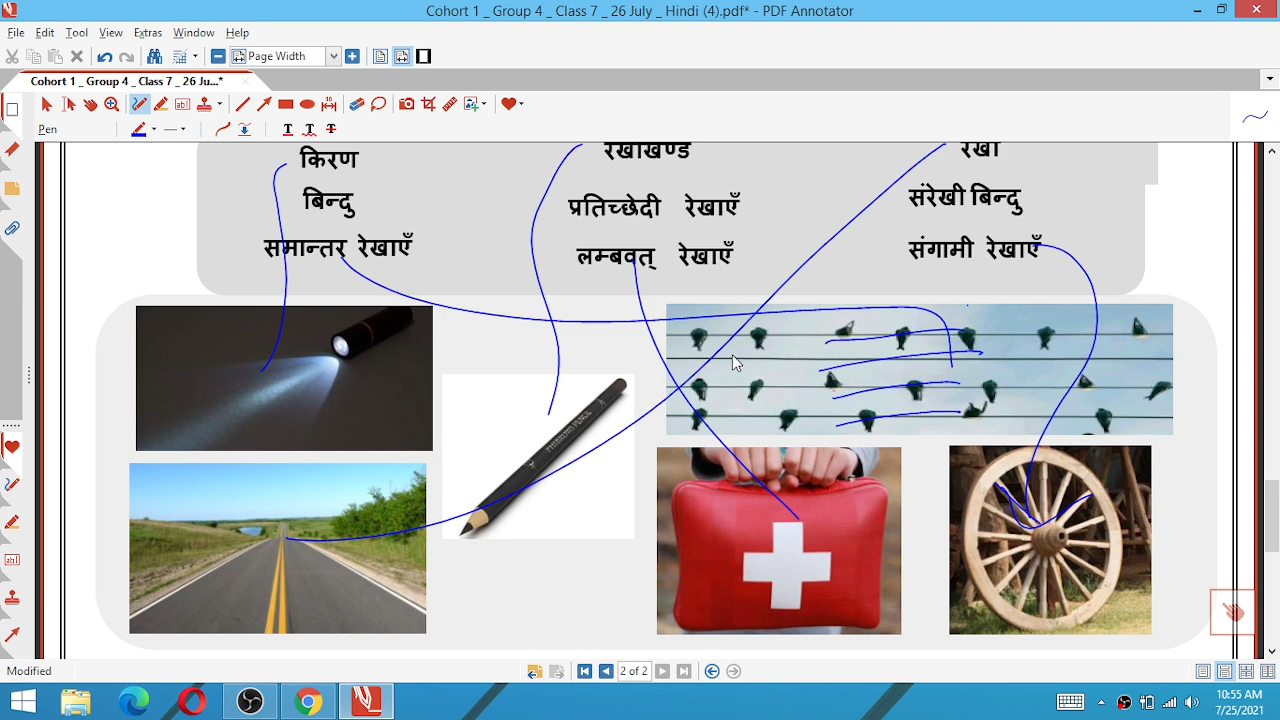 Cohort 1 _ Group 4 _ Class 7 _ 26 July _ Hindi (4).pdf* - PDF Annotator
File Edit Tool View Extras Window Help
Page Width
Cohort 1 _ Group 4 _ Class 7 _ 26 Ju...*
Pen
किरण रेखाखण्ड रेखा
बिन्दु प्रतिच्छेदी रेखाएँ संरेखी बिन्दु
समान्तर रेखाएँ लम्बवत् रेखाएँ संगामी रेखाएँ
Modified
2 of 2
10:55 AM
7/25/2021